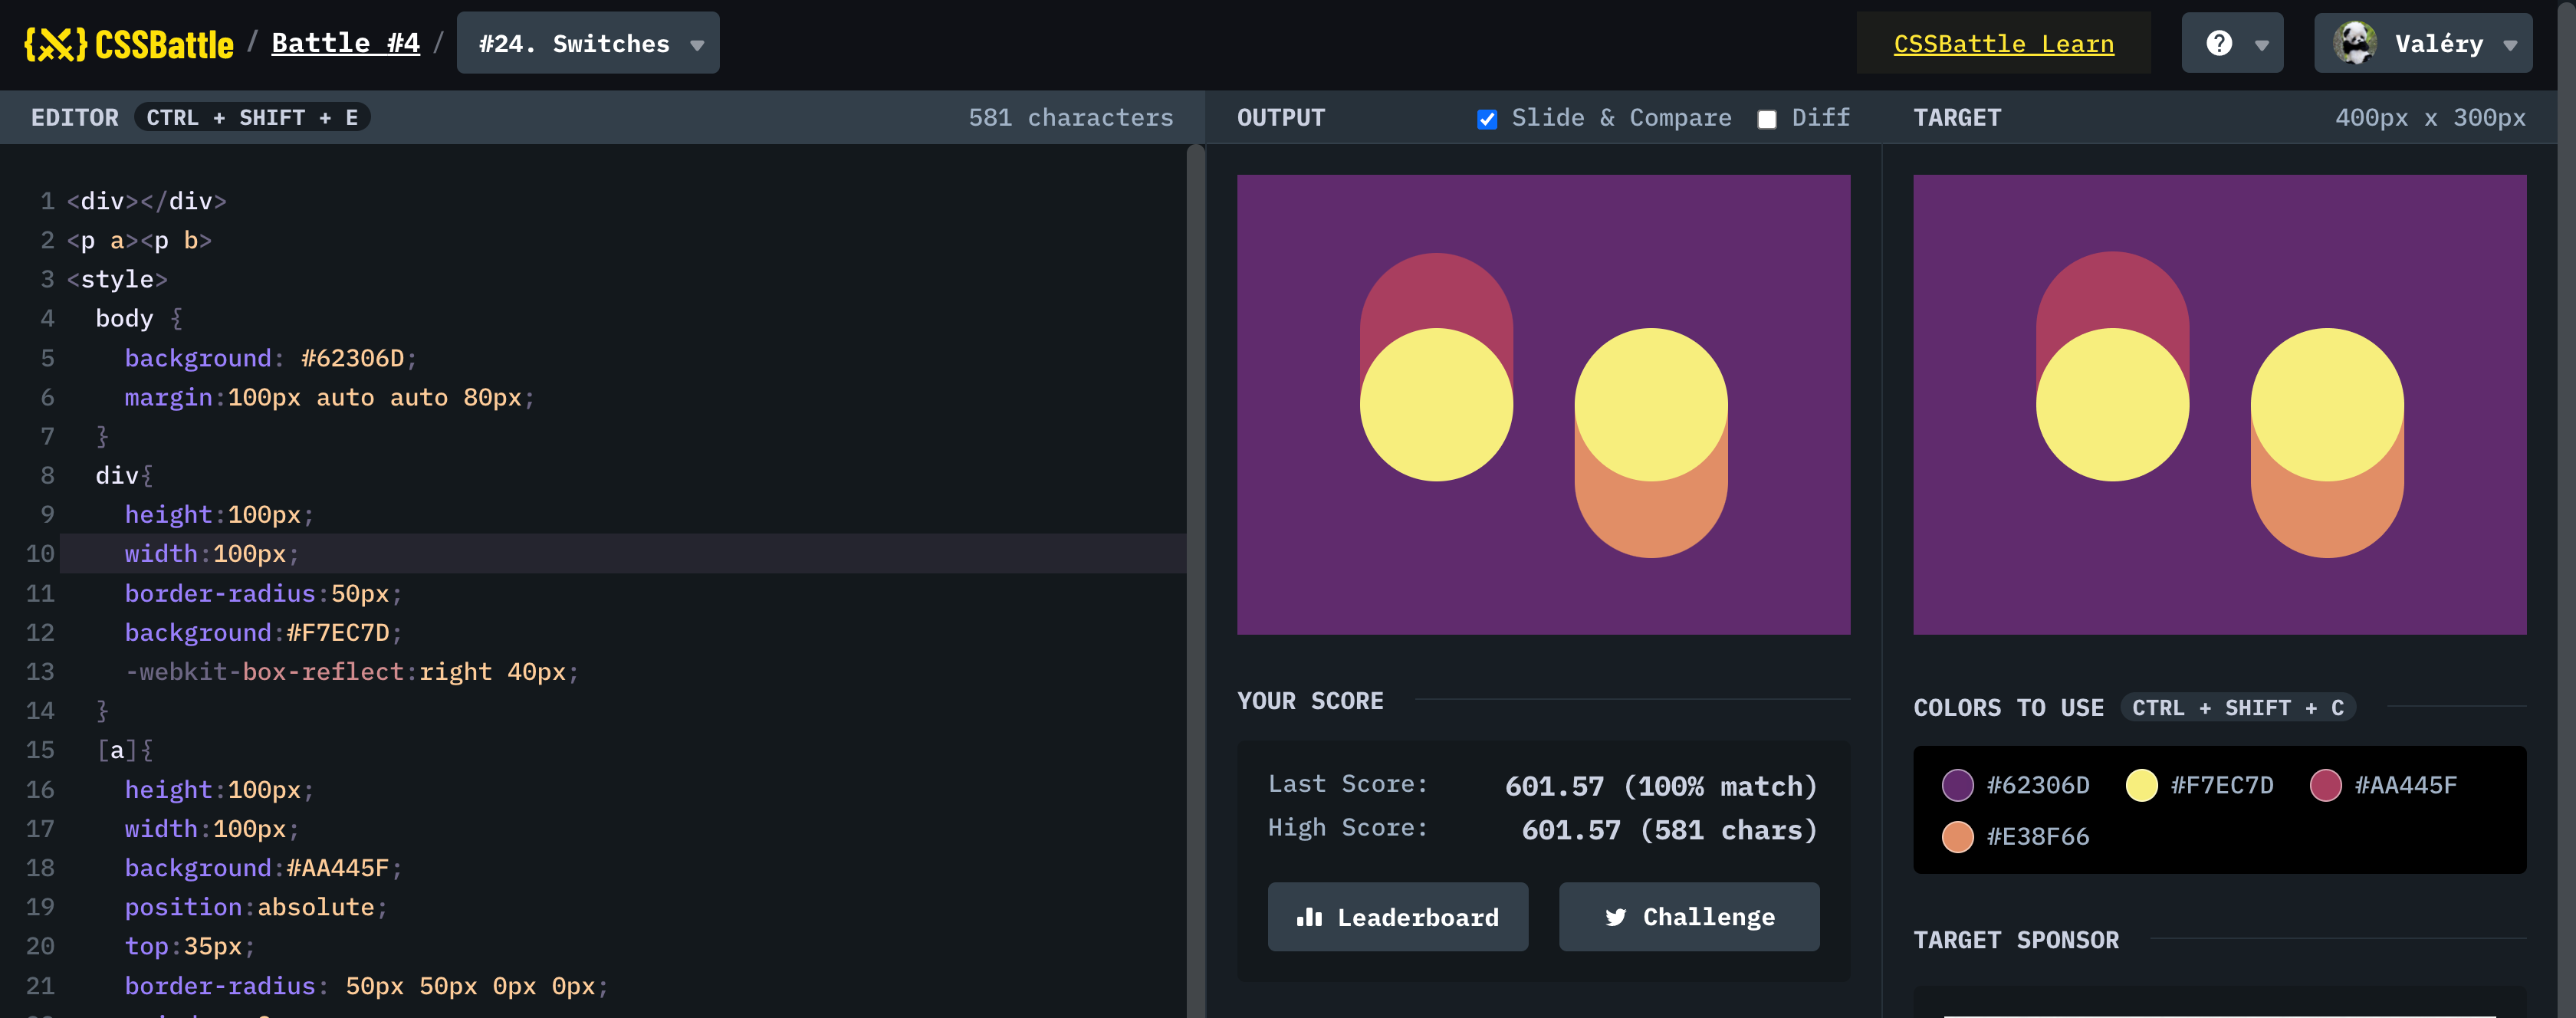 {X} CSSBattle / Battle #4 / #24. Switches
CSSBattle Learn
Valéry
EDITOR CTRL + SHIFT + E 581 characters
1 <div></div>
2 <p a><p b>
3 <style>
4 body {
5 background: #62306D;
6 margin:100px auto auto 80px;
7 }
8 div{
9 height:100px;
10 width:100px;
11 border-radius:50px;
12 background:#F7EC7D;
13 -webkit-box-reflect:right 40px;
14 }
15 [a]{
16 height:100px;
17 width:100px;
18 background:#AA445F;
19 position:absolute;
20 top:35px;
21 border-radius: 50px 50px 0px 0px;
OUTPUT Slide & Compare Diff
YOUR SCORE
Last Score: 601.57 (100% match)
High Score: 601.57 (581 chars)
Leaderboard Challenge
TARGET 400px x 300px
COLORS TO USE CTRL + SHIFT + C
#62306D #F7EC7D #AA445F
#E38F66
TARGET SPONSOR